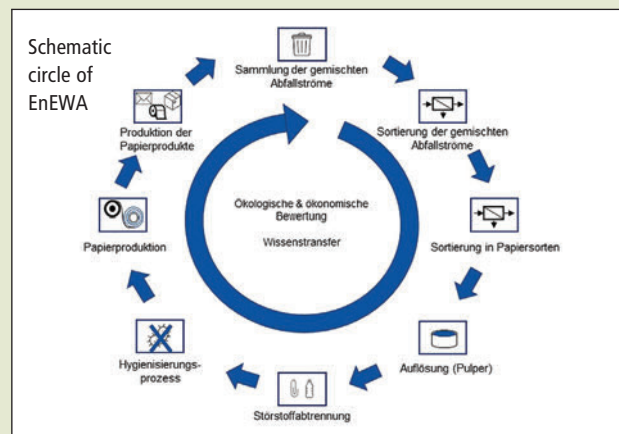 Schematic
circle of
EnEWA
Sammlung der gemischten
Abfallströme
Sortierung der gemischten
Abfallströme
Sortierung in Papiersorten
Auflösung (Pulper)
Störstoffabtrennung
Hygienisierungs-
prozess
Papierproduktion
Produktion der
Papierprodukte
Ökologische & ökonomische
Bewertung
Wissenstransfer